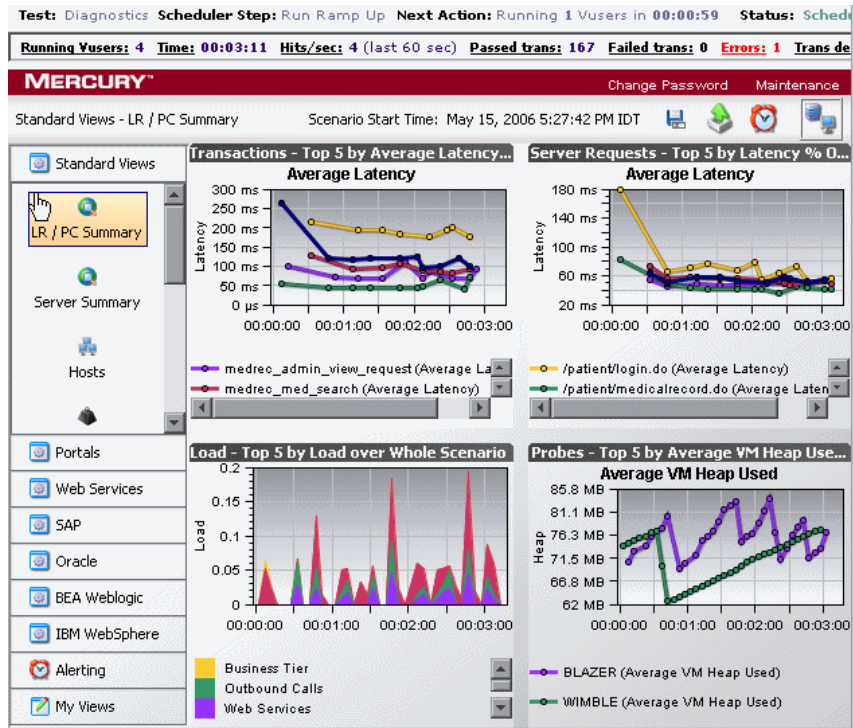 Test: Diagnostics Scheduler Step: Run Ramp Up Next Action: Running 1 Vusers in 00:00:59 Status: Schedu
Running Vusers: 4 Time: 00:03:11 Hits/sec: 4 (last 60 sec) Passed trans: 167 Failed trans: 0 Errors: 1 Trans de
MERCURY™
Change Password Maintenance
Standard Views - LR / PC Summary Scenario Start Time: May 15, 2006 5:27:42 PM IDT
Standard Views
LR / PC Summary
Server Summary
Hosts
Portals
Web Services
SAP
Oracle
BEA Weblogic
IBM WebSphere
Alerting
My Views
Transactions - Top 5 by Average Latency...
Average Latency
Latency
300 ms
250 ms
200 ms
150 ms
100 ms
50 ms
0 µs
00:00:00 00:01:00 00:02:00 00:03:00
medrec_admin_view_request (Average La
medrec_med_search (Average Latency)
Server Requests - Top 5 by Latency % O...
Average Latency
Latency
180 ms
140 ms
100 ms
60 ms
20 ms
00:00:00 00:01:00 00:02:00 00:03:00
/patient/login.do (Average Latency)
/patient/medicalrecord.do (Average Laten
Load - Top 5 by Load over Whole Scenario
Load
0.2
0.15
0.1
0.05
0
00:00:00 00:01:00 00:02:00 00:03:00
Business Tier
Outbound Calls
Web Services
Probes - Top 5 by Average VM Heap Use...
Average VM Heap Used
Heap
85.8 MB
81.1 MB
76.3 MB
71.5 MB
66.8 MB
62 MB
00:00:00 00:01:00 00:02:00 00:03:00
BLAZER (Average VM Heap Used)
WIMBLE (Average VM Heap Used)